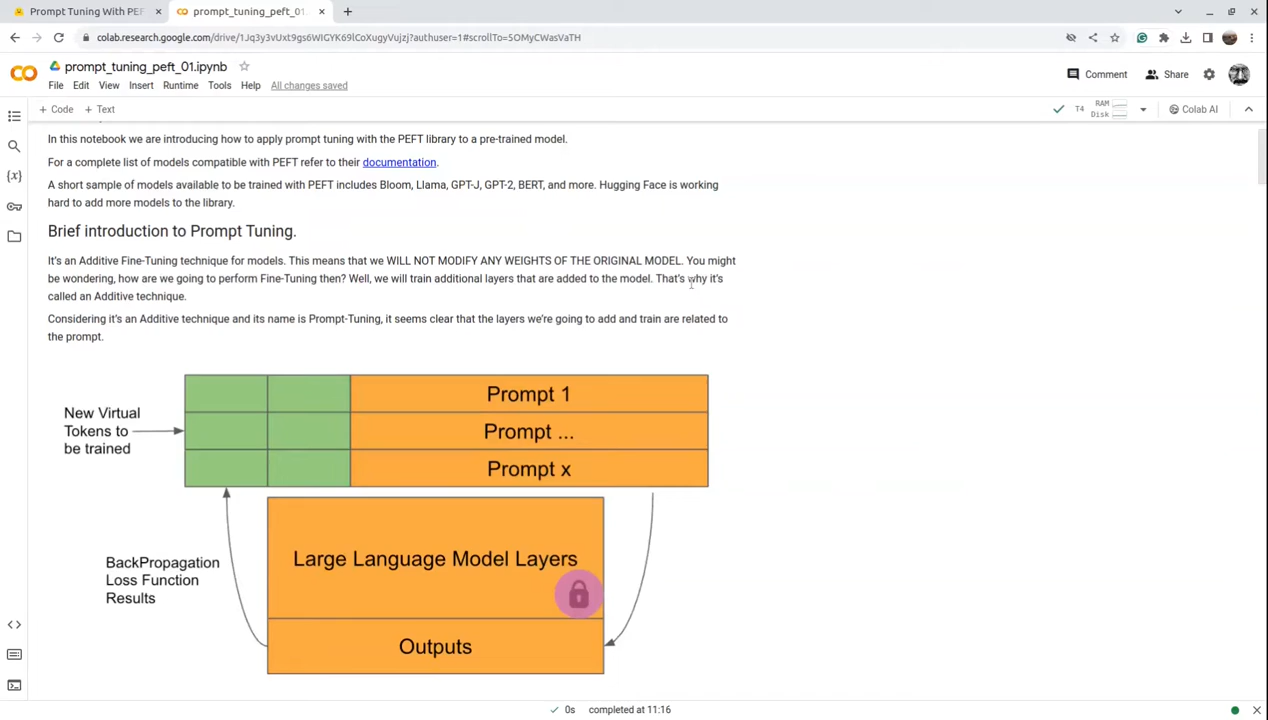 Prompt Tuning With PEF
prompt_tuning_peft_01.
colab.research.google.com/drive/1Jq3y3vUxt9gs6WIGYK69lCoXugyVujzj?authuser=1#scrollTo=5OMyCWasVaTH
prompt_tuning_peft_01.ipynb
Comment
Share
File Edit View Insert Runtime Tools Help All changes saved
+ Code + Text
T4
RAM
Disk
Colab AI
In this notebook we are introducing how to apply prompt tuning with the PEFT library to a pre-trained model.
For a complete list of models compatible with PEFT refer to their documentation.
A short sample of models available to be trained with PEFT includes Bloom, Llama, GPT-J, GPT-2, BERT, and more. Hugging Face is working
hard to add more models to the library.
Brief introduction to Prompt Tuning.
It's an Additive Fine-Tuning technique for models. This means that we WILL NOT MODIFY ANY WEIGHTS OF THE ORIGINAL MODEL. You might
be wondering, how are we going to perform Fine-Tuning then? Well, we will train additional layers that are added to the model. That's why it's
called an Additive technique.
Considering it's an Additive technique and its name is Prompt-Tuning, it seems clear that the layers we're going to add and train are related to
the prompt.
New Virtual
Tokens to
be trained
Prompt 1
Prompt ...
Prompt x
Large Language Model Layers
BackPropagation
Loss Function
Results
Outputs
0s completed at 11:16